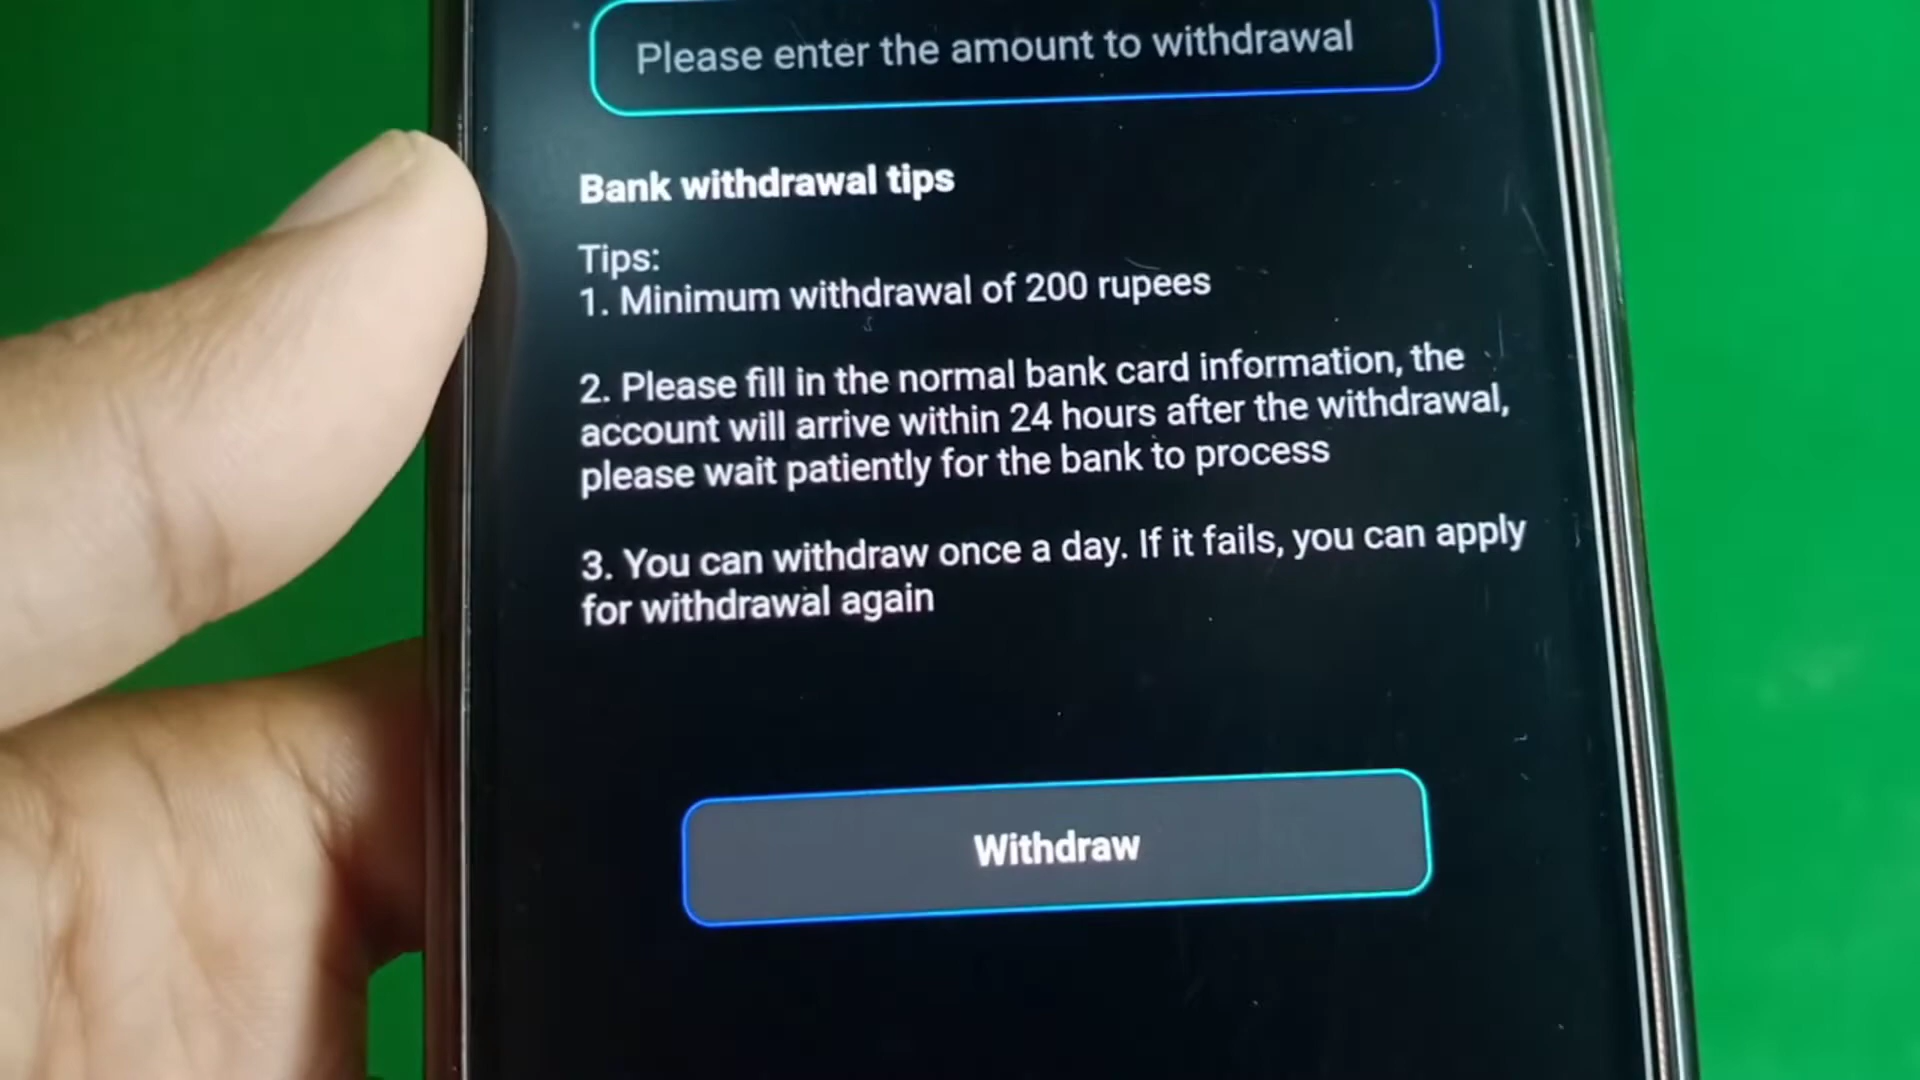 Please enter the amount to withdrawal
Bank withdrawal tips
Tips:
1. Minimum withdrawal of 200 rupees
2. Please fill in the normal bank card information, the
account will arrive within 24 hours after the withdrawal,
please wait patiently for the bank to process
3. You can withdraw once a day. If it fails, you can apply
for withdrawal again
Withdraw